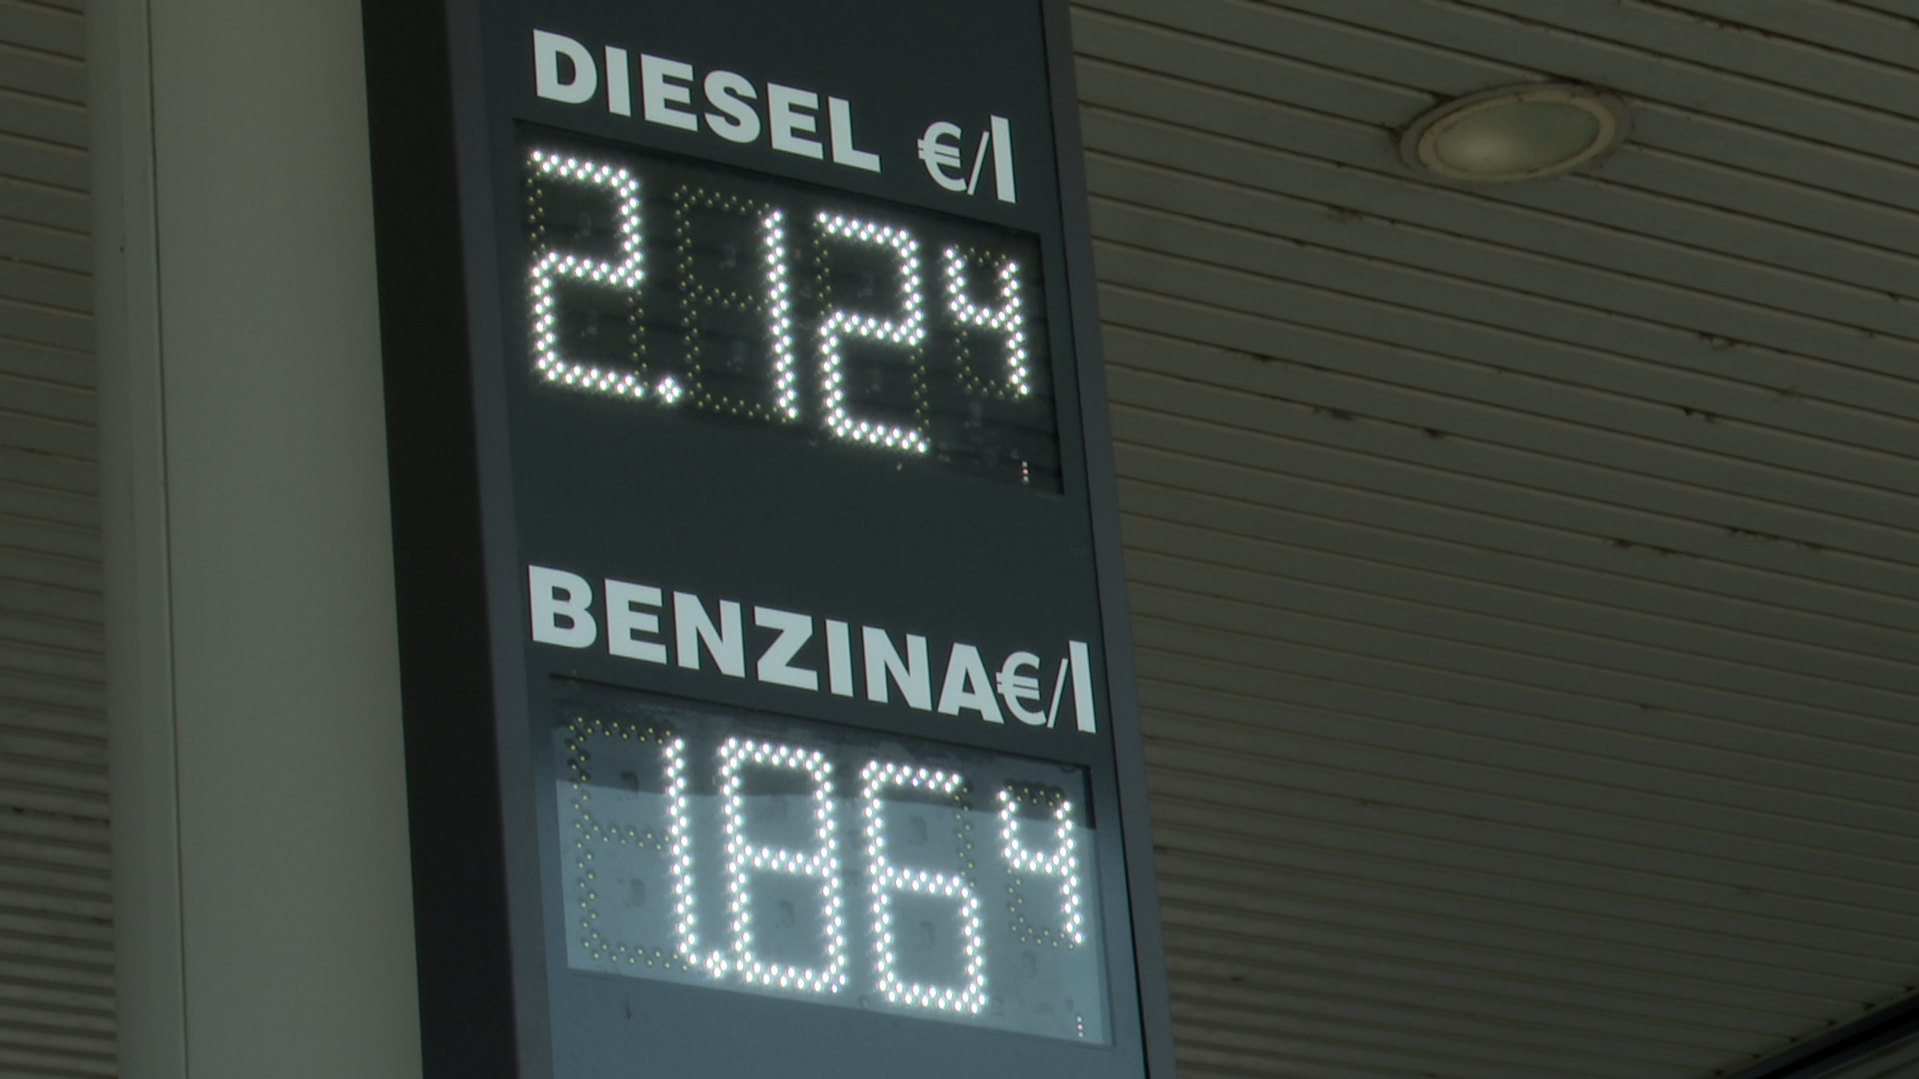 DIESEL €/l
2.124
BENZINA€/l
1.864